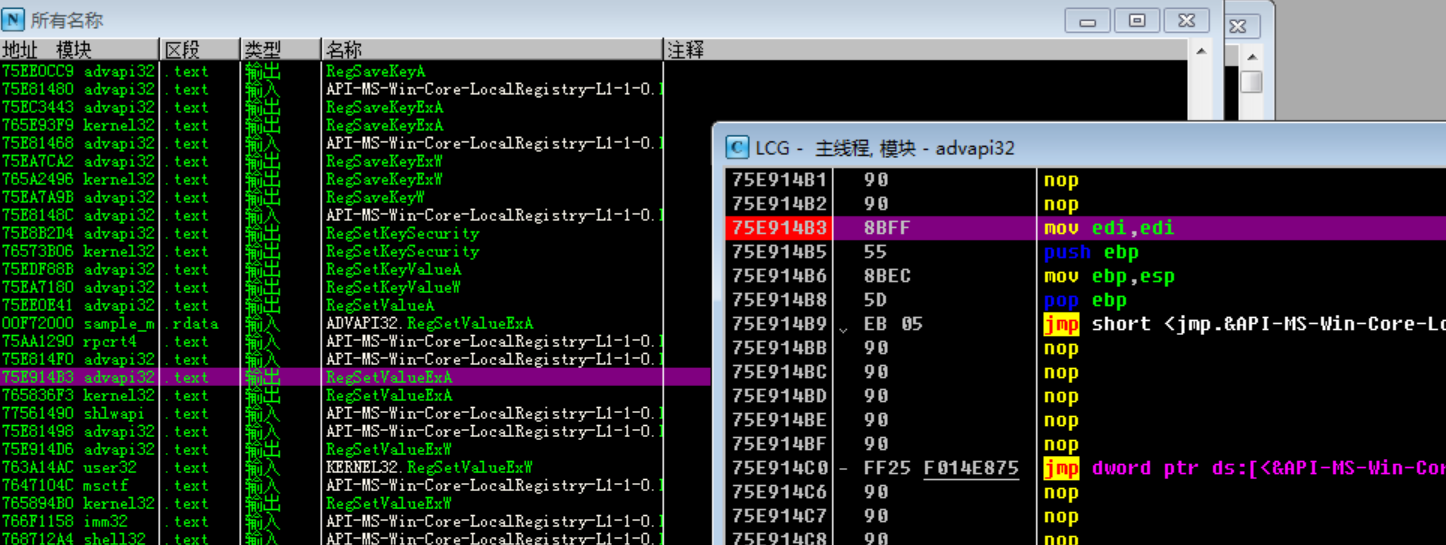 N 所有名称
地址 模块 区段 类型 名称 注释
75EE0CC9 advapi32 .text 输出 RegSaveKeyA
75E81480 advapi32 .text 输入 API-MS-Win-Core-LocalRegistry-L1-1-0.
75EC3443 advapi32 .text 输出 RegSaveKeyExA
765E93F9 kernel32 .text 输出 RegSaveKeyExA
75E81468 advapi32 .text 输入 API-MS-Win-Core-LocalRegistry-L1-1-0.
75EA7CA2 advapi32 .text 输出 RegSaveKeyExW
765A2496 kernel32 .text 输出 RegSaveKeyExW
75EA7A9B advapi32 .text 输出 RegSaveKeyW
75E8148C advapi32 .text 输入 API-MS-Win-Core-LocalRegistry-L1-1-0.
75E8B2D4 advapi32 .text 输出 RegSetKeySecurity
76573B06 kernel32 .text 输出 RegSetKeySecurity
75EDF88B advapi32 .text 输出 RegSetKeyValueA
75EA7180 advapi32 .text 输出 RegSetKeyValueW
75EE0E41 advapi32 .text 输出 RegSetValueA
00F72000 sample_m .rdata 输入 ADVAPI32.RegSetValueExA
75AA1290 rpcrt4 .text 输入 API-MS-Win-Core-LocalRegistry-L1-1-0.
75E814F0 advapi32 .text 输入 API-MS-Win-Core-LocalRegistry-L1-1-0.
75E914B3 advapi32 .text 输出 RegSetValueExA
765836F3 kernel32 .text 输出 RegSetValueExA
77561490 shlwapi .text 输入 API-MS-Win-Core-LocalRegistry-L1-1-0.
75E81498 advapi32 .text 输入 API-MS-Win-Core-LocalRegistry-L1-1-0.
75E914D6 advapi32 .text 输出 RegSetValueExW
763A14AC user32 .text 输入 KERNEL32.RegSetValueExW
7647104C msctf .text 输入 API-MS-Win-Core-LocalRegistry-L1-1-0.
765894B0 kernel32 .text 输出 RegSetValueExW
766F1158 imm32 .text 输入 API-MS-Win-Core-LocalRegistry-L1-1-0.
768712A4 shell32 .text 输入 API-MS-Win-Core-LocalRegistry-L1-1-0.
C LCG - 主线程, 模块 - advapi32
75E914B1 90 nop
75E914B2 90 nop
75E914B3 8BFF mov edi,edi
75E914B5 55 push ebp
75E914B6 8BEC mov ebp,esp
75E914B8 5D pop ebp
75E914B9 EB 05 jmp short <jmp.&API-MS-Win-Core-Lo
75E914BB 90 nop
75E914BC 90 nop
75E914BD 90 nop
75E914BE 90 nop
75E914BF 90 nop
75E914C0 - FF25 F014E875 jmp dword ptr ds:[<&API-MS-Win-Cor
75E914C6 90 nop
75E914C7 90 nop
75E914C8 90 nop